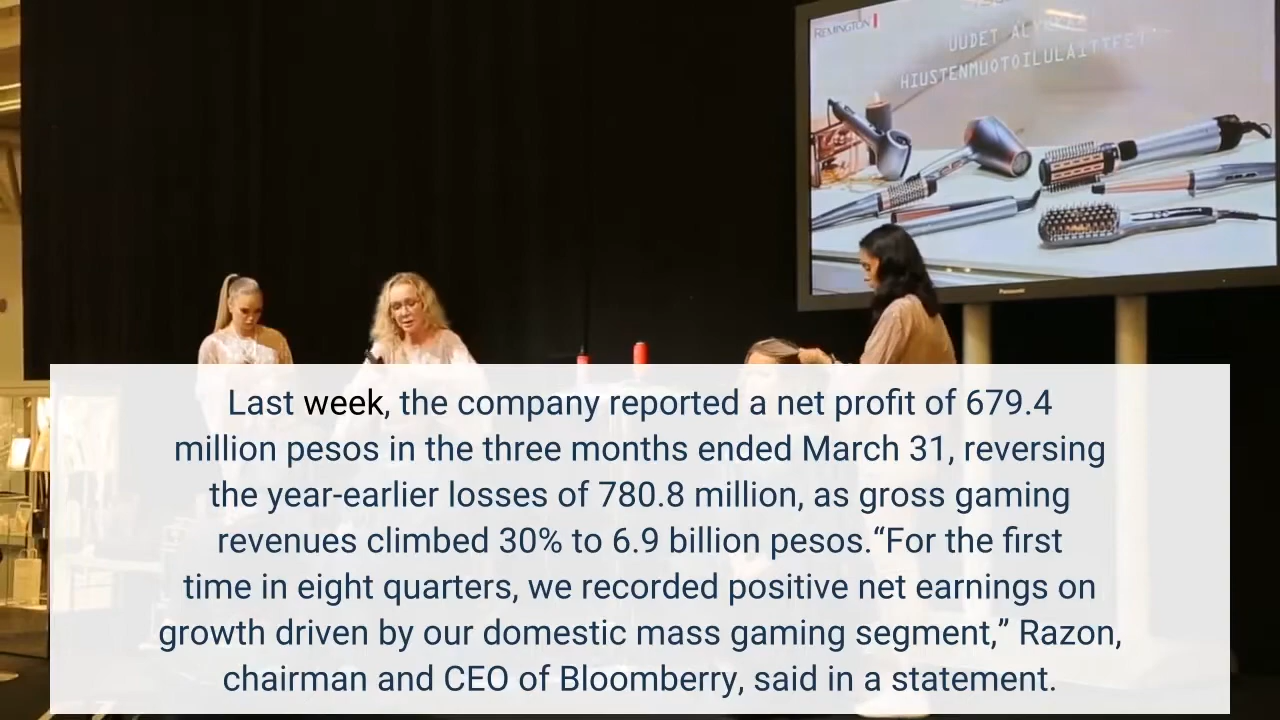 REMINGTON
UUDET
HIUSTENMUOTOILULAITTEET
Panasonic
Last week, the company reported a net profit of 679.4
million pesos in the three months ended March 31, reversing
the year-earlier losses of 780.8 million, as gross gaming
revenues climbed 30% to 6.9 billion pesos.“For the first
time in eight quarters, we recorded positive net earnings on
growth driven by our domestic mass gaming segment,” Razon,
chairman and CEO of Bloomberry, said in a statement.